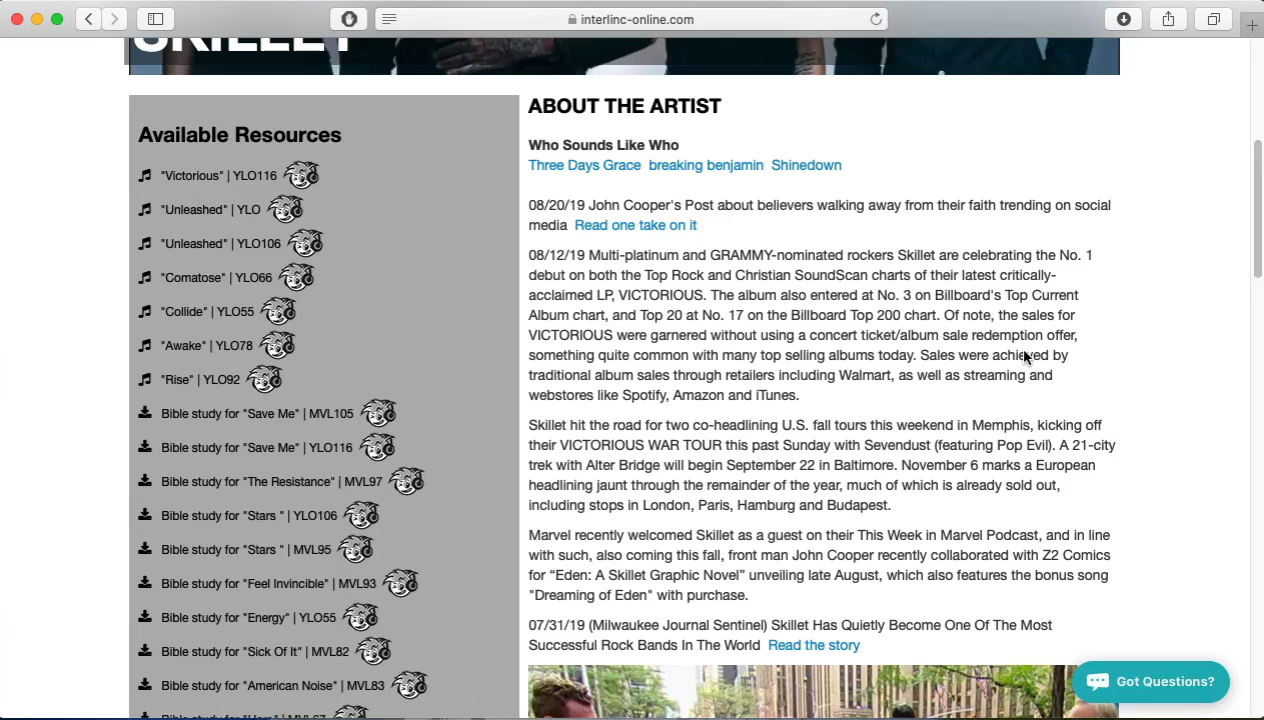 interlinc-online.com
SKILLET
Available Resources
"Victorious" | YLO116
"Unleashed" | YLO
"Unleashed" | YLO106
"Comatose" | YLO66
"Collide" | YLO55
"Awake" | YLO78
"Rise" | YLO92
Bible study for "Save Me" | MVL105
Bible study for "Save Me" | YLO116
Bible study for "The Resistance" | MVL97
Bible study for "Stars " | YLO106
Bible study for "Stars " | MVL95
Bible study for "Feel Invincible" | MVL93
Bible study for "Energy" | YLO55
Bible study for "Sick Of It" | MVL82
Bible study for "American Noise" | MVL83
ABOUT THE ARTIST
Who Sounds Like Who
Three Days Grace breaking benjamin Shinedown
08/20/19 John Cooper's Post about believers walking away from their faith trending on social
media Read one take on it
08/12/19 Multi-platinum and GRAMMY-nominated rockers Skillet are celebrating the No. 1
debut on both the Top Rock and Christian SoundScan charts of their latest critically-
acclaimed LP, VICTORIOUS. The album also entered at No. 3 on Billboard's Top Current
Album chart, and Top 20 at No. 17 on the Billboard Top 200 chart. Of note, the sales for
VICTORIOUS were garnered without using a concert ticket/album sale redemption offer,
something quite common with many top selling albums today. Sales were achieved by
traditional album sales through retailers including Walmart, as well as streaming and
webstores like Spotify, Amazon and iTunes.
Skillet hit the road for two co-headlining U.S. fall tours this weekend in Memphis, kicking off
their VICTORIOUS WAR TOUR this past Sunday with Sevendust (featuring Pop Evil). A 21-city
trek with Alter Bridge will begin September 22 in Baltimore. November 6 marks a European
headlining jaunt through the remainder of the year, much of which is already sold out,
including stops in London, Paris, Hamburg and Budapest.
Marvel recently welcomed Skillet as a guest on their This Week in Marvel Podcast, and in line
with such, also coming this fall, front man John Cooper recently collaborated with Z2 Comics
for “Eden: A Skillet Graphic Novel” unveiling late August, which also features the bonus song
"Dreaming of Eden" with purchase.
07/31/19 (Milwaukee Journal Sentinel) Skillet Has Quietly Become One Of The Most
Successful Rock Bands In The World Read the story
Got Questions?